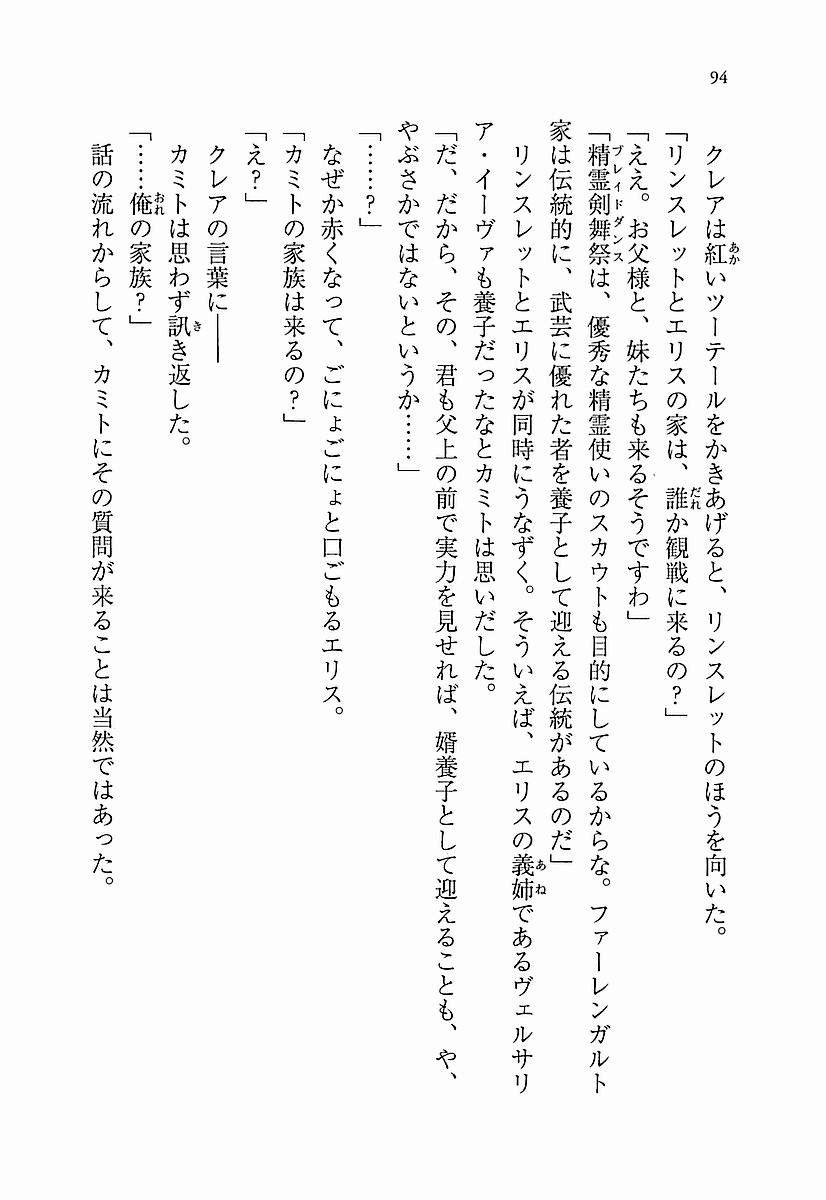 94
クレアは紅いツーテールをかきあげると、リンスレットのほうを向いた。
「リンスレットとエリスの家は、誰か観戦に来るの？」
「ええ。お父様と、妹たちも来るそうですわ」
「精霊剣舞祭は、優秀な精霊使いのスカウトも目的にしているからな。ファーレンガルト
家は伝統的に、武芸に優れた者を養子として迎える伝統があるのだ」
リンスレットとエリスが同時にうなずく。そういえば、エリスの義姉であるヴェルサリ
ア・イーヴァも養子だったなとカミトは思いだした。
「だ、だから、その、君も父上の前で実力を見せれば、婿養子として迎えることも、や、
やぶさかではないというか……」
「……？」
なぜか赤くなって、ごにょごにょと口ごもるエリス。
「カミトの家族は来るの？」
「え？」
クレアの言葉に――
カミトは思わず訊き返した。
「……俺の家族？」
話の流れからして、カミトにその質問が来ることは当然ではあった。